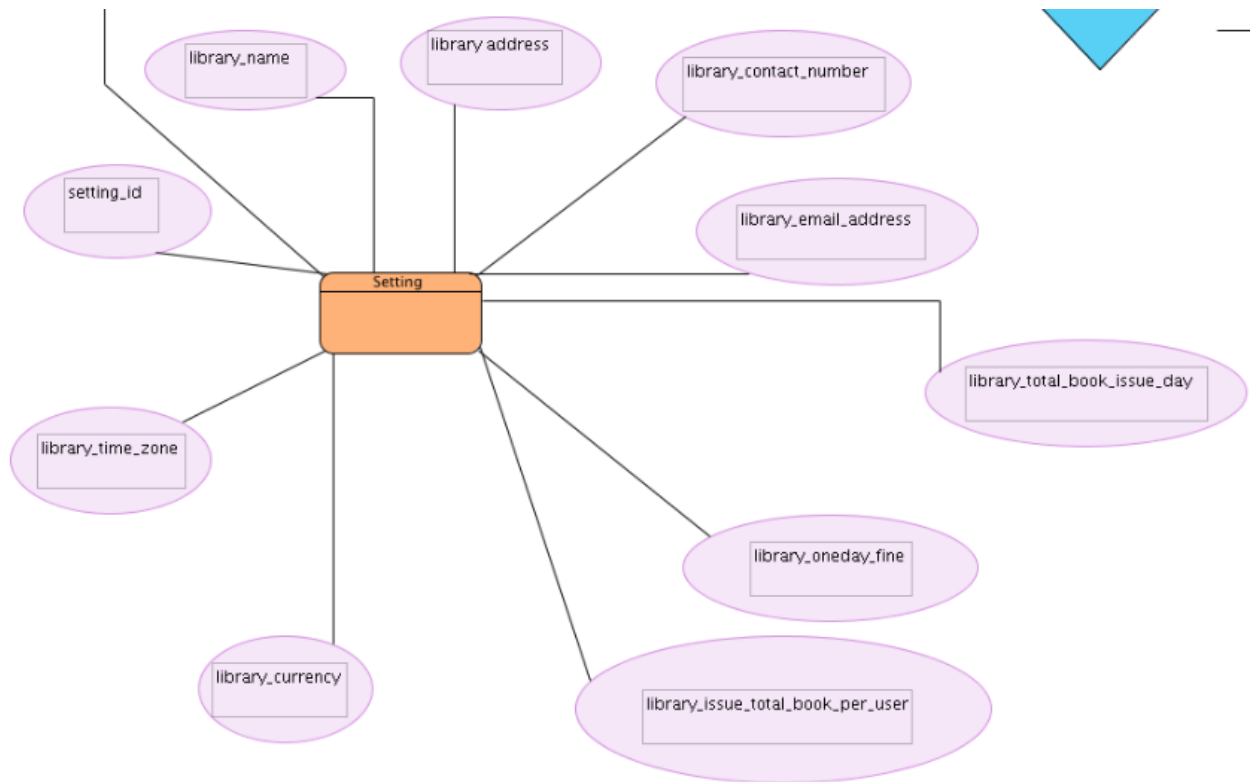 library_name
library address
library_contact_number
setting_id
library_email_address
Setting
library_total_book_issue_day
library_time_zone
library_oneday_fine
library_currency
library_issue_total_book_per_user